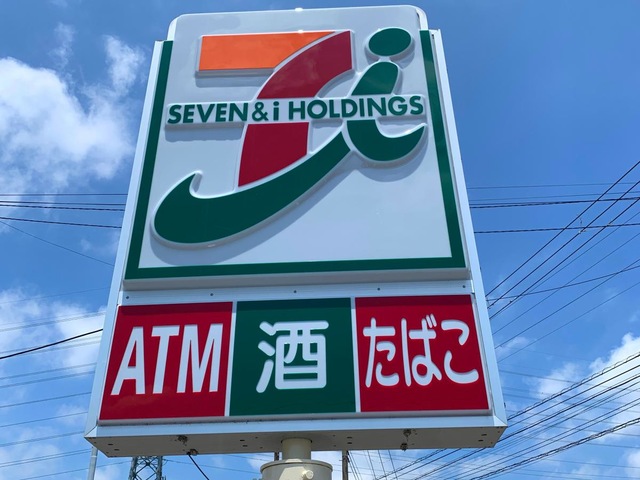 SEVEN & i HOLDINGS
ATM 酒 たばこ